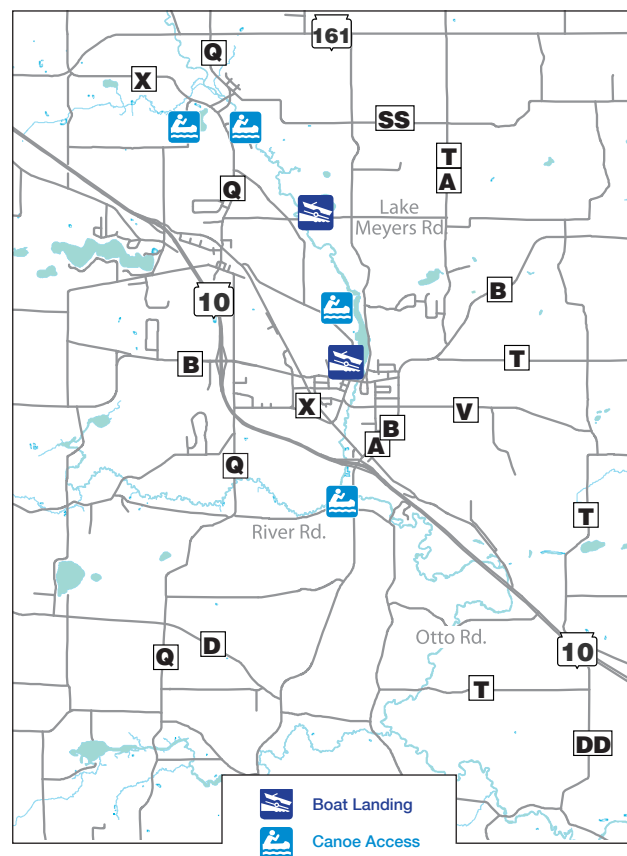 161
Q
X
SS
T
A
Q
Lake
Meyers Rd.
B
10
T
B
X
V
B
A
Q
T
River Rd.
Otto Rd.
D
10
Q
T
DD
Boat Landing
Canoe Access